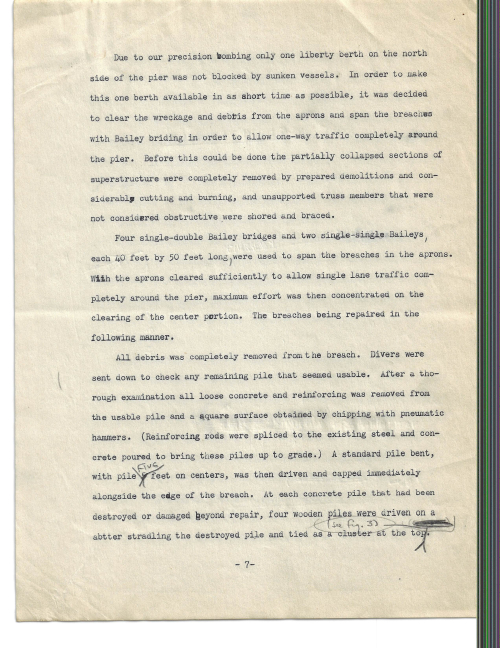 Due to our precision bombing only one liberty berth on the north
side of the pier was not blocked by sunken vessels. In order to make
this one berth available in as short time as possible, it was decided
to clear the wreckage and debris from the aprons and span the breaches
with Bailey briding in order to allow one-way traffic completely around
the pier. Before this could be done the partially collapsed sections of
superstructure were completely removed by prepared demolitions and con-
siderable cutting and burning, and unsupported truss members that were
not considered obstructive were shored and braced.
Four single-double Bailey bridges and two single-single Baileys,
each 40 feet by 50 feet long, were used to span the breaches in the aprons.
With the aprons cleared sufficiently to allow single lane traffic com-
pletely around the pier, maximum effort was then concentrated on the
clearing of the center portion. The breaches being repaired in the
following manner.
All debris was completely removed from the breach. Divers were
sent down to check any remaining pile that seemed usable. After a tho-
rough examination all loose concrete and reinforcing was removed from
the usable pile and a square surface obtained by chipping with pneumatic
hammers. (Reinforcing rods were spliced to the existing steel and con-
crete poured to bring these piles up to grade.) A standard pile bent,
with pile five feet on centers, was then driven and capped immediately
alongside the edge of the breach. At each concrete pile that had been
destroyed or damaged beyond repair, four wooden piles were driven on a
(see fig. 3)
abtter stradling the destroyed pile and tied as a cluster at the top.
- 7-